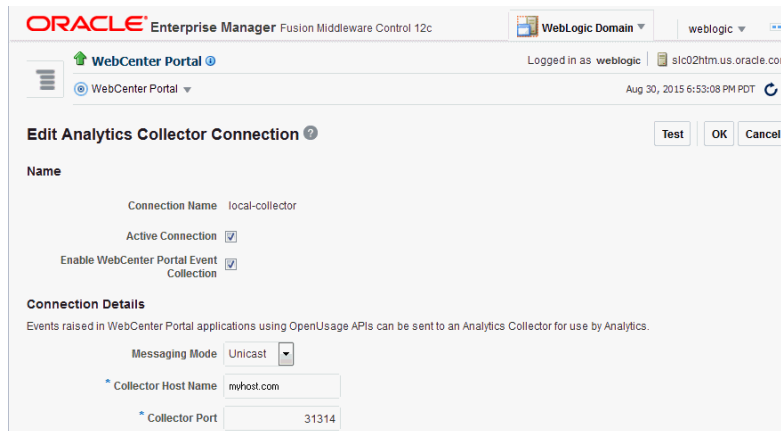 ORACLE Enterprise Manager Fusion Middleware Control 12c WebLogic Domain weblogic
WebCenter Portal Logged in as weblogic slc02htm.us.oracle.com
WebCenter Portal Aug 30, 2015 6:53:08 PM PDT
Edit Analytics Collector Connection Test OK Cancel
Name
Connection Name local-collector
Active Connection
Enable WebCenter Portal Event
Collection
Connection Details
Events raised in WebCenter Portal applications using OpenUsage APIs can be sent to an Analytics Collector for use by Analytics.
Messaging Mode Unicast
* Collector Host Name myhost.com
* Collector Port 31314